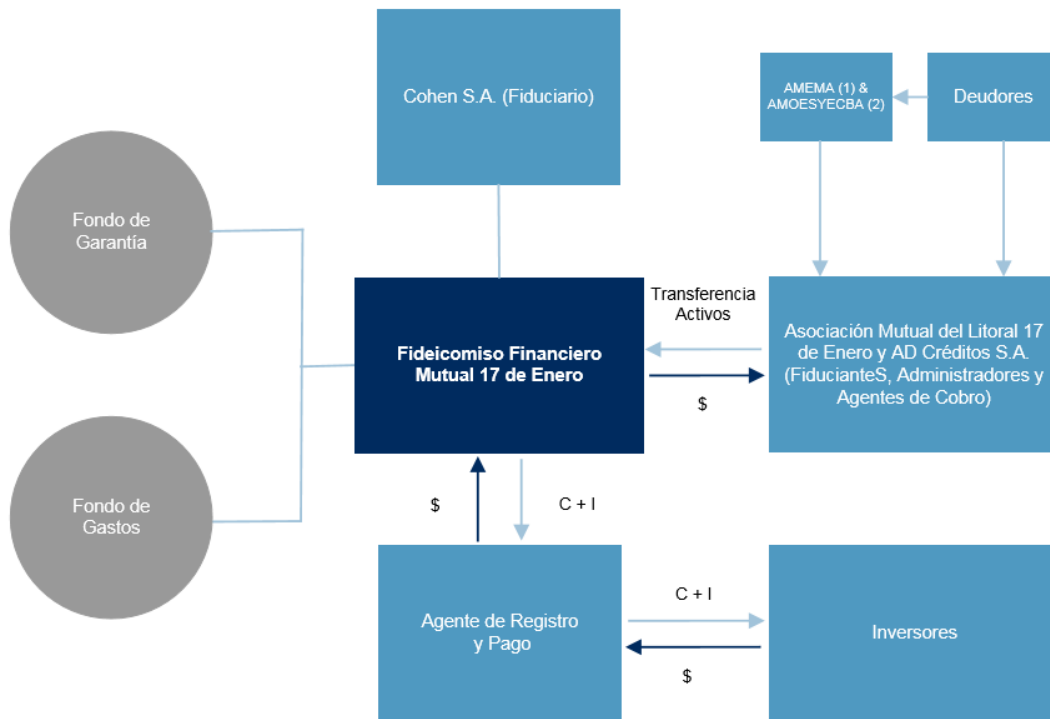 Cohen S.A. (Fiduciario)
AMEMA (1) &
AMOESYECBA (2)
Deudores
Fondo de
Garantía
Transferencia
Activos
Fideicomiso Financiero
Mutual 17 de Enero
$
Asociación Mutual del Litoral 17
de Enero y AD Créditos S.A.
(FiducianteS, Administradores y
Agentes de Cobro)
Fondo de
Gastos
$
C + I
Agente de Registro
y Pago
C + I
$
Inversores